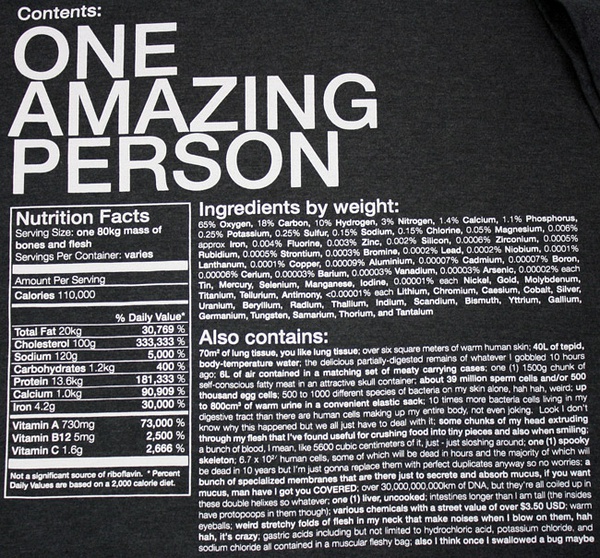 Contents:
ONE
AMAZING
PERSON
Nutrition Facts
Serving Size: one 80kg mass of
bones and flesh
Servings Per Container: varies
Amount Per Serving
Calories 110,000
% Daily Value*
Total Fat 20kg 30,769 %
Cholesterol 100g 333,333 %
Sodium 120g 5,000 %
Carbohydrates 1.2kg 400 %
Protein 13.6kg 181,333 %
Calcium 1.0kg 90,909 %
Iron 4.2g 30,000 %
Vitamin A 730mg 73,000 %
Vitamin B12 5mg 2,500 %
Vitamin C 1.6g 2,666 %
Not a significant source of riboflavin. * Percent
Daily Values are based on a 2,000 calorie diet.
Ingredients by weight:
65% Oxygen, 18% Carbon, 10% Hydrogen, 3% Nitrogen, 1.4% Calcium, 1.1% Phosphorus,
0.25% Potassium, 0.25% Sulfur, 0.15% Sodium, 0.15% Chlorine, 0.05% Magnesium, 0.006%
approx Iron, 0.004% Fluorine, 0.003% Zinc, 0.002% Silicon, 0.0006% Zirconium, 0.0005%
Rubidium, 0.0005% Strontium, 0.0003% Bromine, 0.0002% Lead, 0.0002% Niobium, 0.0001%
Lanthanum, 0.0001% Copper, 0.00009% Aluminium, 0.00007% Cadmium, 0.00007% Boron,
0.00006% Cerium, 0.00003% Barium, 0.00003% Vanadium, 0.00003% Arsenic, 0.00002% each
Tin, Mercury, Selenium, Manganese, Iodine, 0.00001% each Nickel, Gold, Molybdenum,
Titanium, Tellurium, Antimony, <0.00001% each Lithium, Chromium, Caesium, Cobalt, Silver,
Uranium, Beryllium, Radium, Thallium, Indium, Scandium, Bismuth, Yttrium, Gallium,
Germanium, Tungsten, Samarium, Thorium, and Tantalum
Also contains:
70m² of lung tissue, you like lung tissue; over six square meters of warm human skin; 40L of tepid,
body-temperature water; the delicious partially-digested remains of whatever I gobbled 10 hours
ago; 6L of air contained in a matching set of meaty carrying cases; one (1) 1500g chunk of
self-conscious fatty meat in an attractive skull container; about 39 million sperm cells and/or 500
thousand egg cells; 500 to 1000 different species of bacteria on my skin alone, hah hah, weird; up
to 800cm³ of warm urine in a convenient elastic sack; 10 times more bacteria cells living in my
digestive tract than there are human cells making up my entire body, not even joking. Look I don't
know why this happened but we all just have to deal with it; some chunks of my head extruding
through my flesh that I've found useful for crushing food into tiny pieces and also when smiling;
a bunch of blood, I mean, like 5600 cubic centimeters of it, just - just sloshing around; one (1) spooky
skeleton; 6.7 x 10²⁷ human cells, some of which will be dead in hours and the majority of which will
be dead in 10 years but I'm just gonna replace them with perfect duplicates anyway so no worries; a
bunch of specialized membranes that are there just to secrete and absorb mucus, if you want
mucus, man have I got you COVERED; over 30,000,000,000km of DNA, but they're all coiled up in
these double helixes so whatever; one (1) liver, uncooked; intestines longer than I am tall (the insides
have protopoops in them though); various chemicals with a street value of over $3.50 USD; warm
eyeballs; weird stretchy folds of flesh in my neck that make noises when I blow on them, hah
hah, it's crazy; gastric acids including but not limited to hydrochloric acid, potassium chloride, and
sodium chloride all contained in a muscular fleshy bag; also I think once I swallowed a bug maybe